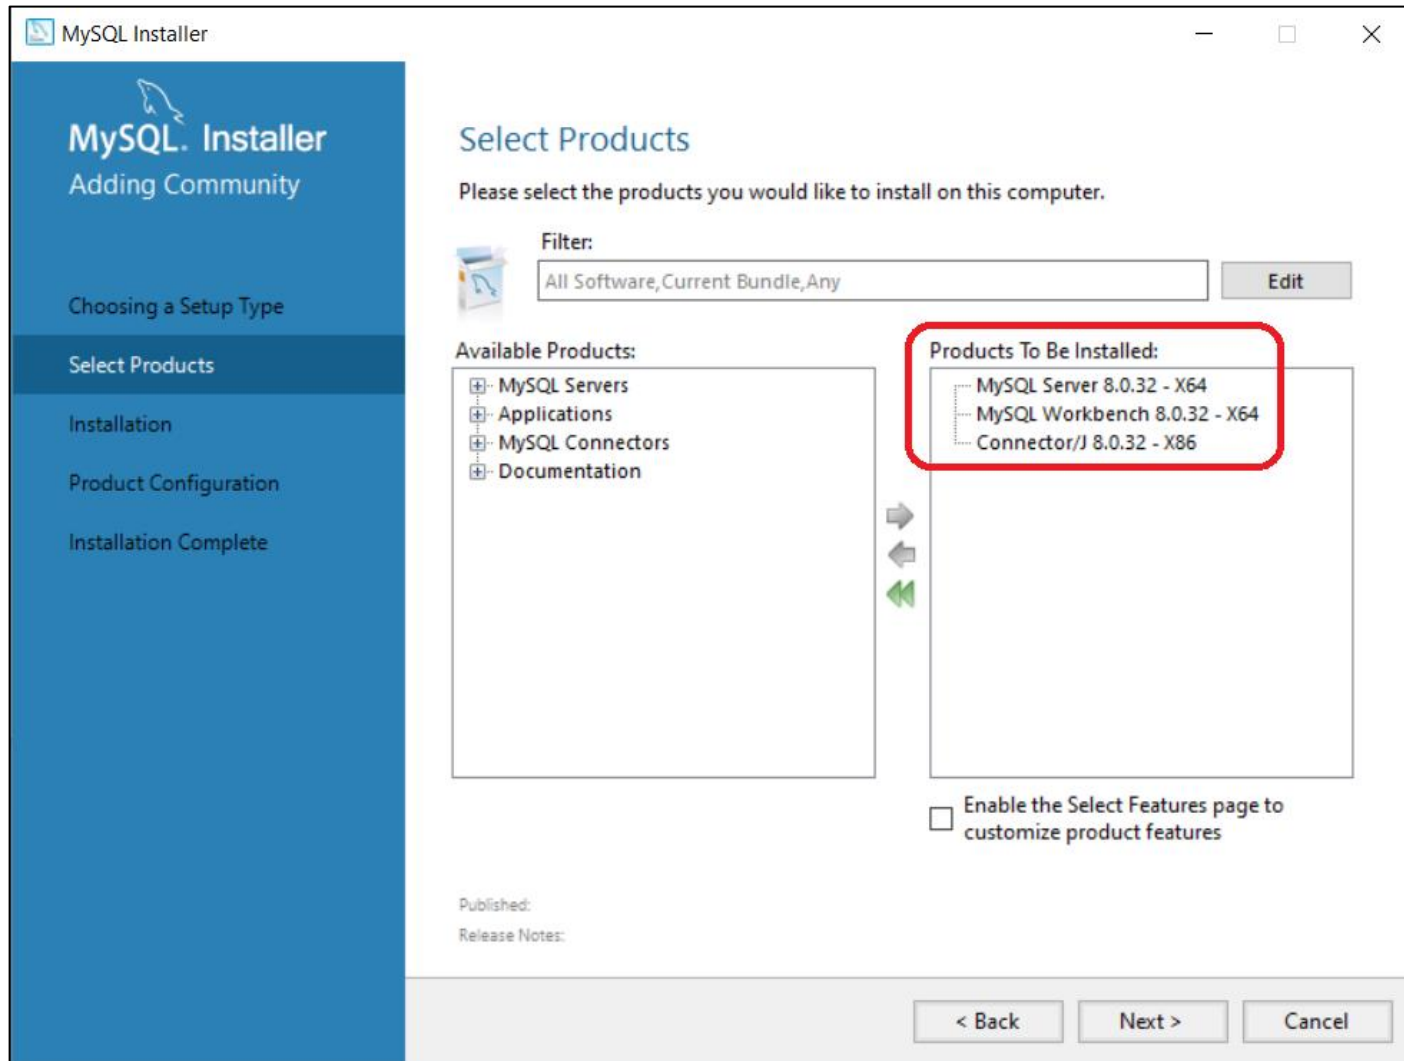 MySQL Installer
MySQL. Installer
Adding Community
Choosing a Setup Type
Select Products
Installation
Product Configuration
Installation Complete
Select Products
Please select the products you would like to install on this computer.
Filter:
All Software,Current Bundle,Any
Edit
Available Products:
MySQL Servers
Applications
MySQL Connectors
Documentation
Products To Be Installed:
MySQL Server 8.0.32 - X64
MySQL Workbench 8.0.32 - X64
Connector/J 8.0.32 - X86
Enable the Select Features page to
customize product features
Published:
Release Notes:
< Back
Next >
Cancel